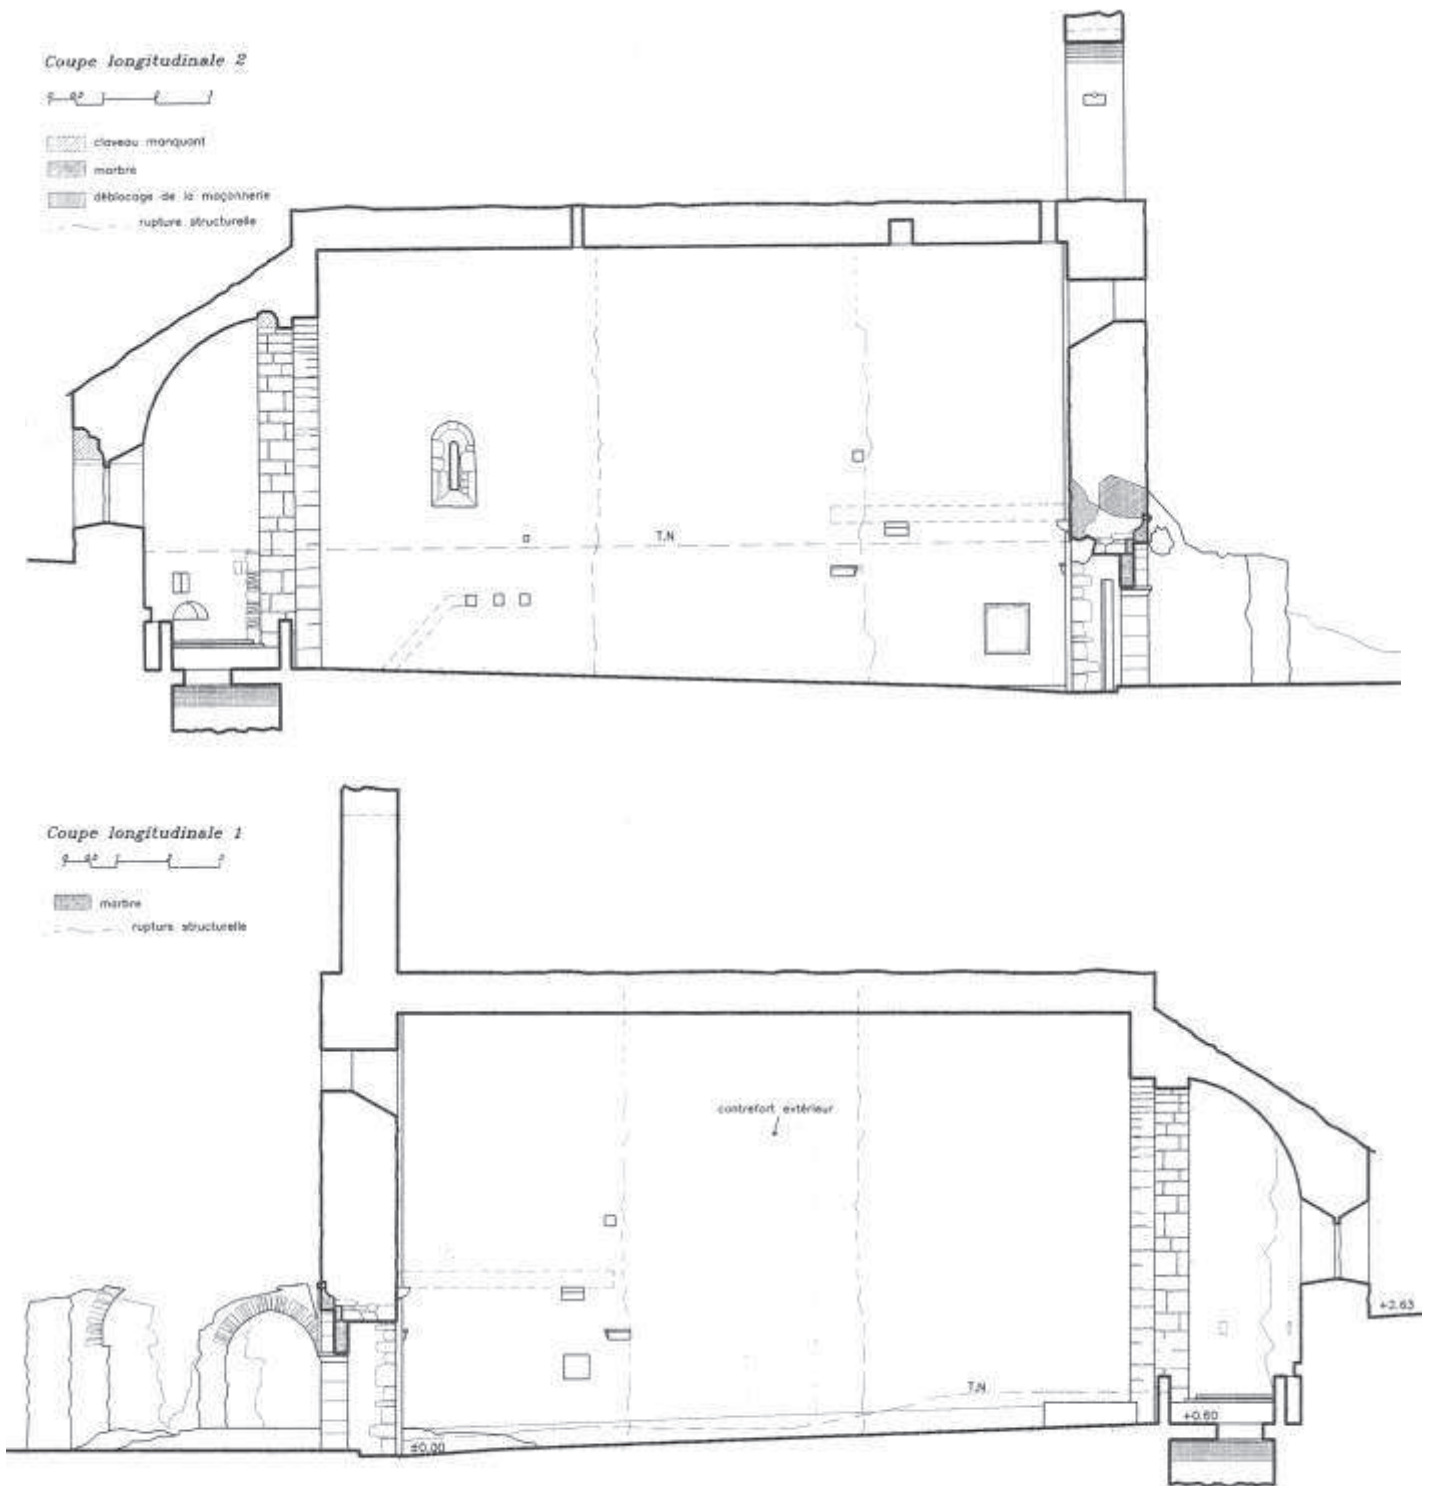 Coupe longitudinale 2
claveau manquant
marbre
déblocage de la maçonnerie
rupture structurelle
T.N
Coupe longitudinale 1
marbre
rupture structurelle
contrefort extérieur
+2.63
T.N
+0.60
±0.00